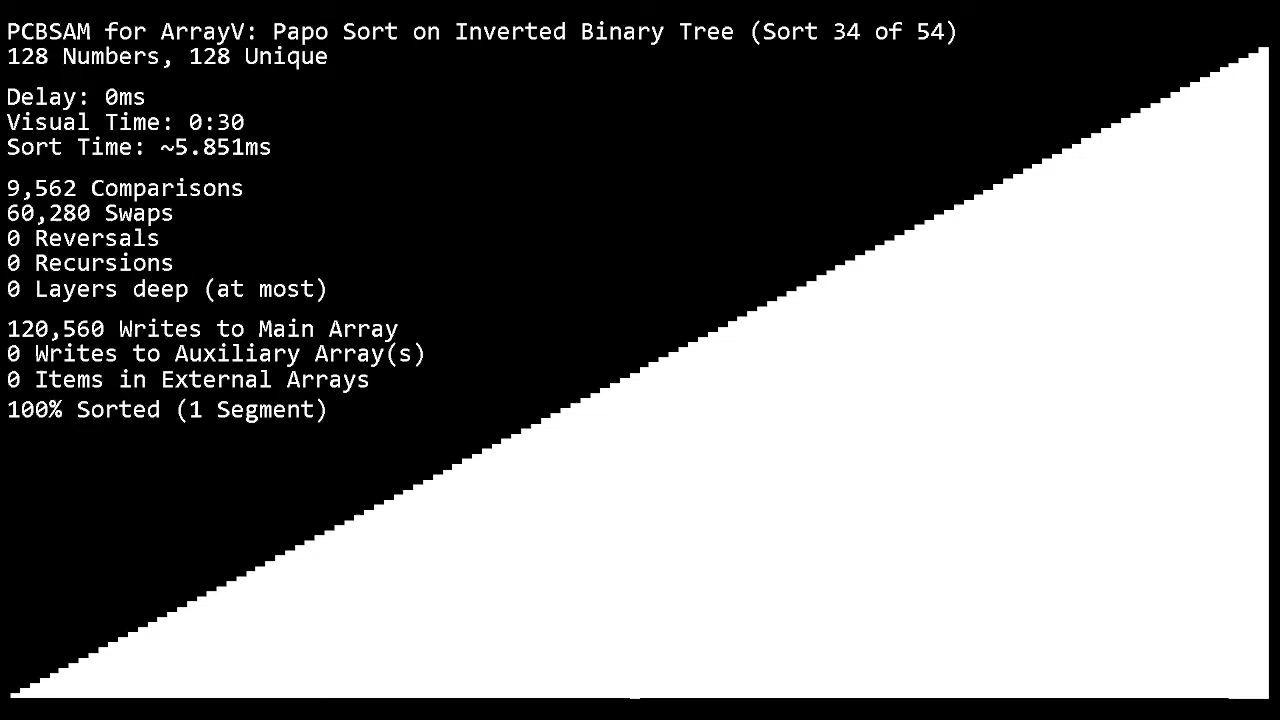 PCBSAM for ArrayV: Papo Sort on Inverted Binary Tree (Sort 34 of 54)
128 Numbers, 128 Unique
Delay: 0ms
Visual Time: 0:30
Sort Time: ~5.851ms
9,562 Comparisons
60,280 Swaps
0 Reversals
0 Recursions
0 Layers deep (at most)
120,560 Writes to Main Array
0 Writes to Auxiliary Array(s)
0 Items in External Arrays
100% Sorted (1 Segment)